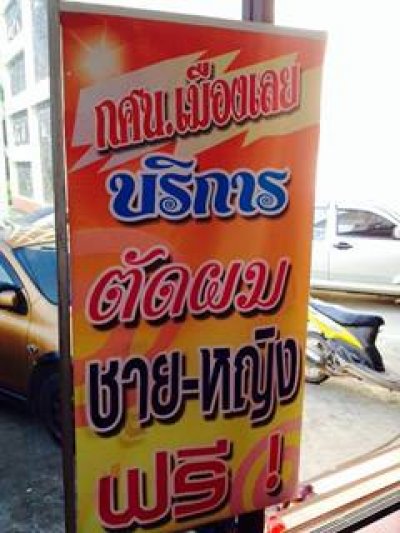 กศน.เมืองเลย
บริการ
ตัดผม
ชาย-หญิง
ฟรี !